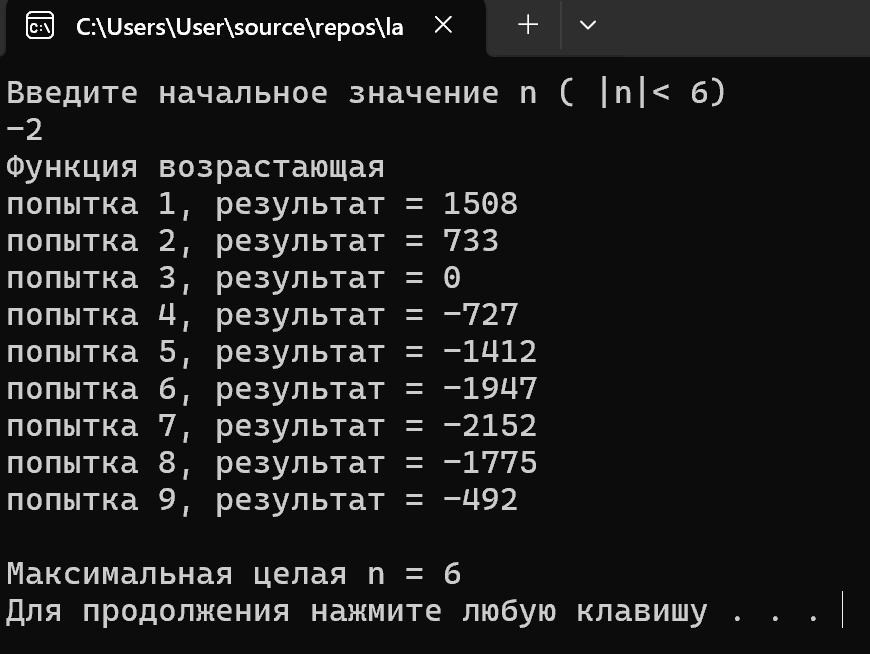 C:\Users\User\source\repos\la
Введите начальное значение n ( |n|< 6)
-2
Функция возрастающая
попытка 1, результат = 1508
попытка 2, результат = 733
попытка 3, результат = 0
попытка 4, результат = -727
попытка 5, результат = -1412
попытка 6, результат = -1947
попытка 7, результат = -2152
попытка 8, результат = -1775
попытка 9, результат = -492
Максимальная целая n = 6
Для продолжения нажмите любую клавишу . . .